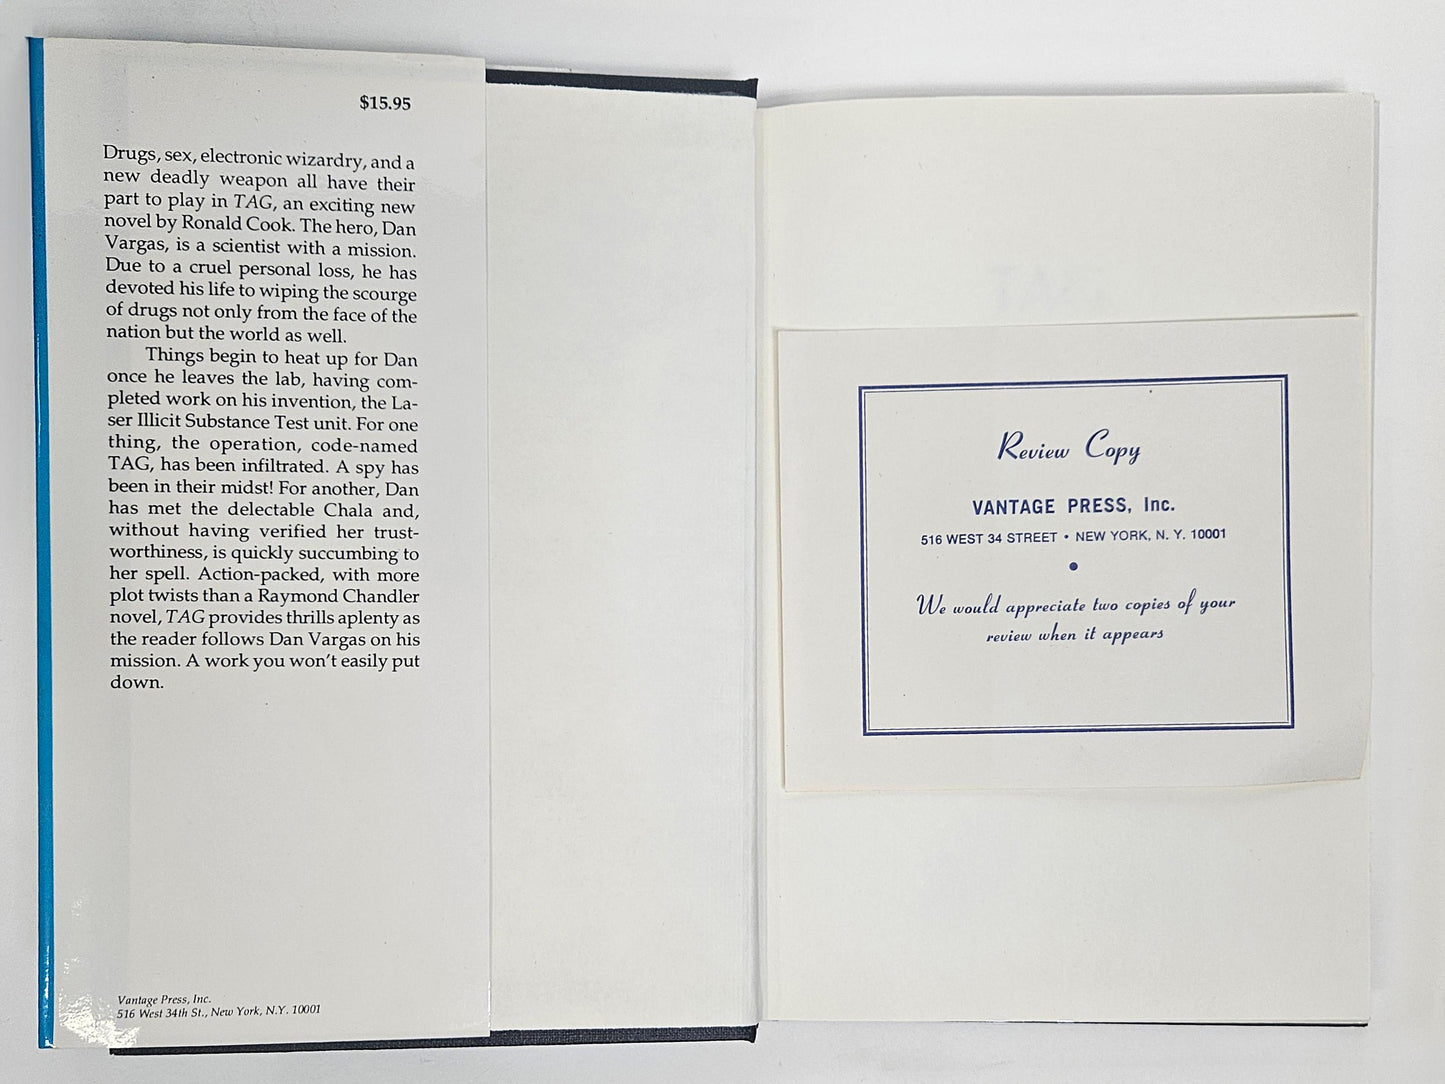 $15.95
Drugs, sex, electronic wizardry, and a
new deadly weapon all have their
part to play in TAG, an exciting new
novel by Ronald Cook. The hero, Dan
Vargas, is a scientist with a mission.
Due to a cruel personal loss, he has
devoted his life to wiping the scourge
of drugs not only from the face of the
nation but the world as well.
Things begin to heat up for Dan
once he leaves the lab, having com-
pleted work on his invention, the La-
ser Illicit Substance Test unit. For one
thing, the operation, code-named
TAG, has been infiltrated. A spy has
been in their midst! For another, Dan
has met the delectable Chala and,
without having verified her trust-
worthiness, is quickly succumbing to
her spell. Action-packed, with more
plot twists than a Raymond Chandler
novel, TAG provides thrills aplenty as
the reader follows Dan Vargas on his
mission. A work you won't easily put
down.
Vantage Press, Inc.
516 West 34th St., New York, N.Y. 10001
Review Copy
VANTAGE PRESS, Inc.
516 WEST 34 STREET • NEW YORK, N. Y. 10001
We would appreciate two copies of your
review when it appears